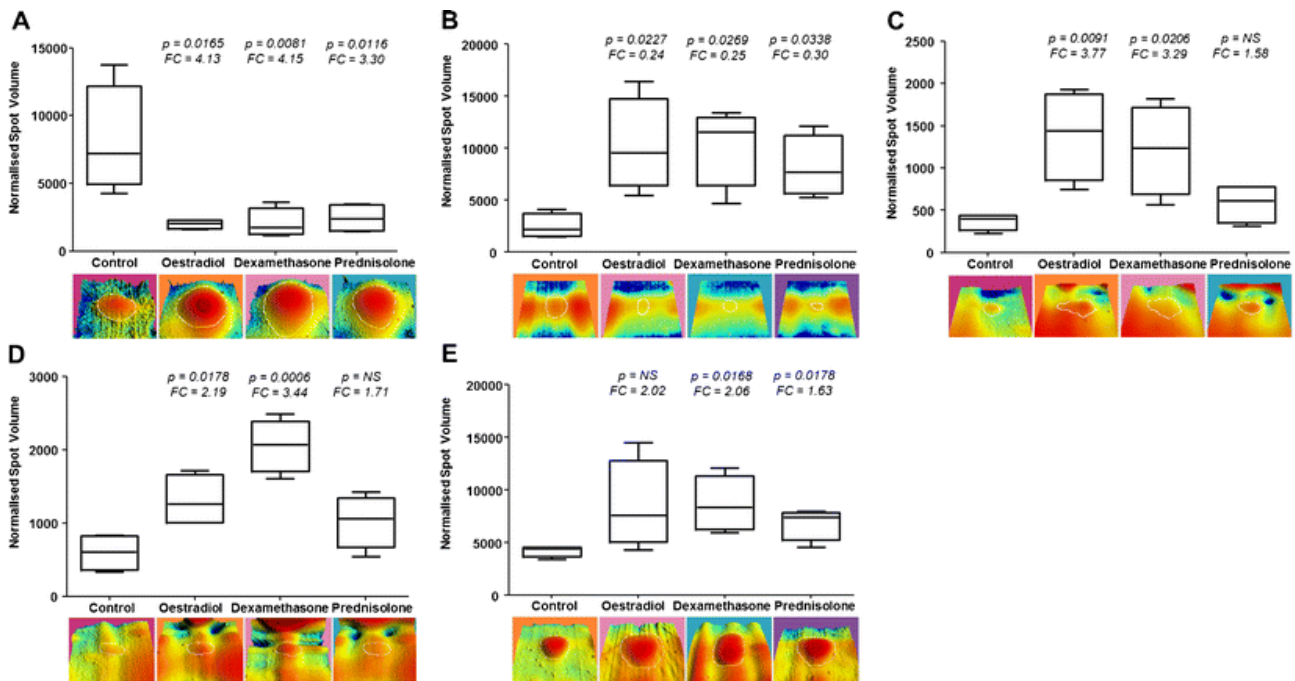 A
p = 0.0165 p = 0.0081 p = 0.0116
FC = 4.13 FC = 4.15 FC = 3.30
Normalised Spot Volume
15000
10000
5000
0
Control Oestradiol Dexamethasone Prednisolone
B
p = 0.0227 p = 0.0269 p = 0.0338
FC = 0.24 FC = 0.25 FC = 0.30
Normalised Spot Volume
20000
15000
10000
5000
0
Control Oestradiol Dexamethasone Prednisolone
C
p = 0.0091 p = 0.0206 p = NS
FC = 3.77 FC = 3.29 FC = 1.58
Normalised Spot Volume
2500
2000
1500
1000
500
0
Control Oestradiol Dexamethasone Prednisolone
D
p = 0.0178 p = 0.0006 p = NS
FC = 2.19 FC = 3.44 FC = 1.71
Normalised Spot Volume
3000
2000
1000
0
Control Oestradiol Dexamethasone Prednisolone
E
p = NS p = 0.0168 p = 0.0178
FC = 2.02 FC = 2.06 FC = 1.63
Normalised Spot Volume
20000
15000
10000
5000
0
Control Oestradiol Dexamethasone Prednisolone